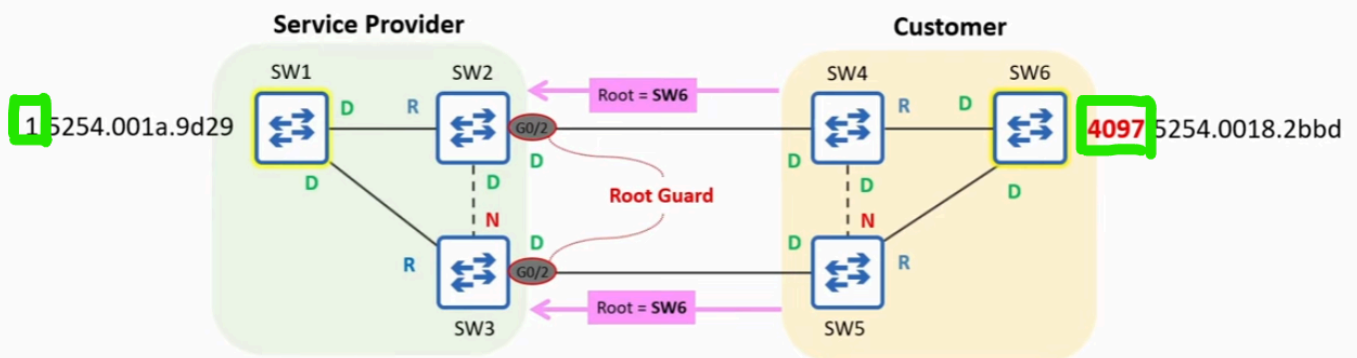 Service Provider
Customer
SW1
SW2
SW4
SW6
Root = SW6
D
R
R
D
1 5254.001a.9d29
G0/2
4097 5254.0018.2bbd
D
D
D
D
D
D
Root Guard
N
D
D
N
R
G0/2
R
Root = SW6
SW3
SW5